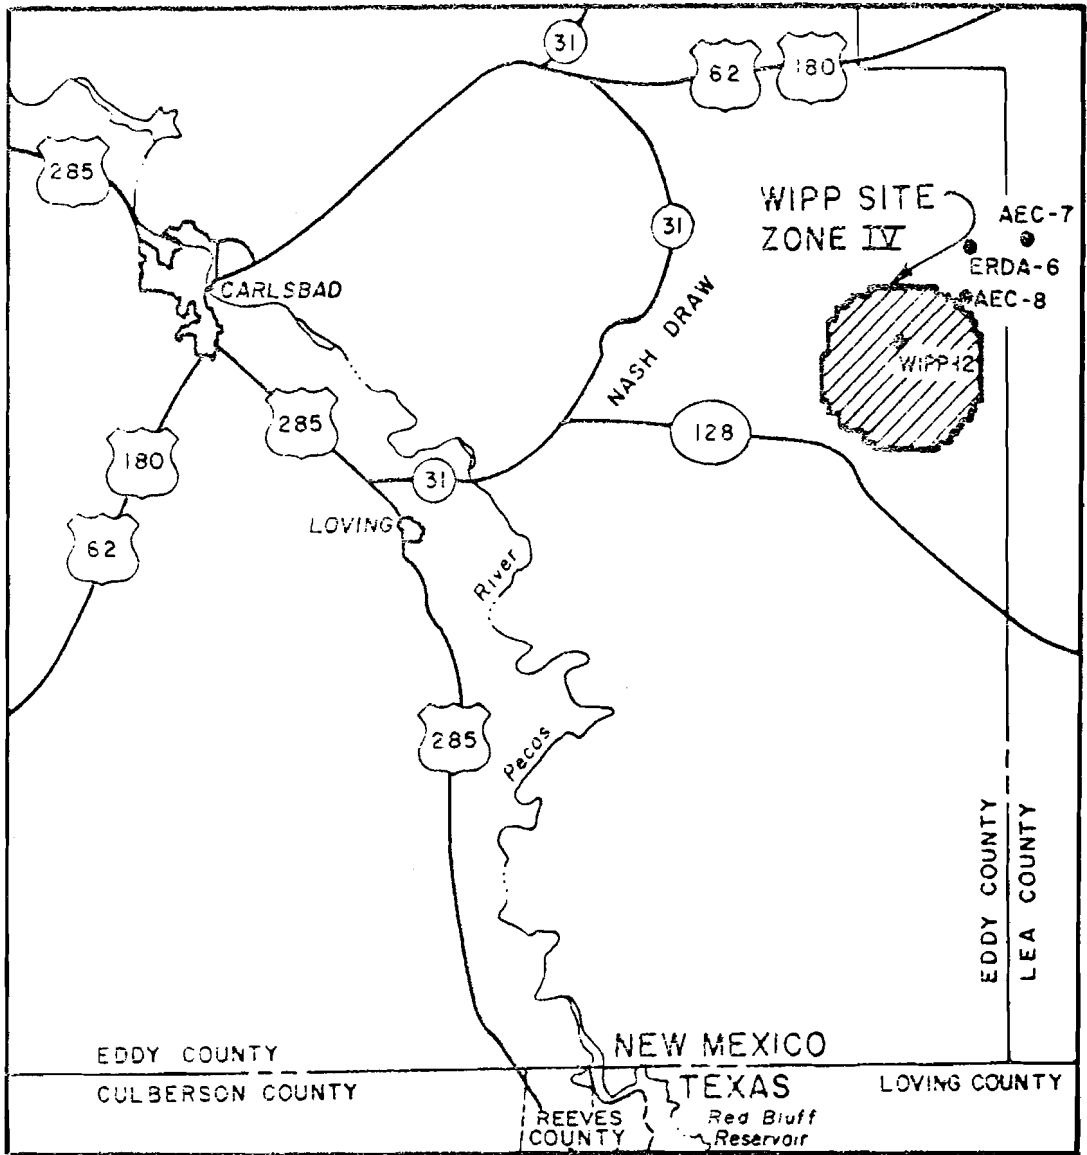 31
62
180
285
WIPP SITE
ZONE IV
AEC-7
31
ERDA-6
CARLSBAD
AEC-8
NASH DRAW
WIPP-12
285
128
180
31
LOVING
62
River
285
Pecos
EDDY COUNTY
LEA COUNTY
EDDY COUNTY
NEW MEXICO
CULBERSON COUNTY
TEXAS
LOVING COUNTY
REEVES
COUNTY
Red Bluff
Reservoir